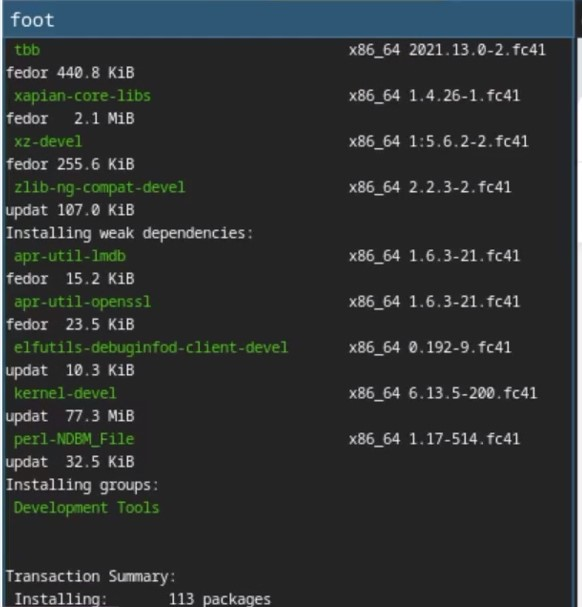 foot
tbb x86_64 2021.13.0-2.fc41
fedor 440.8 KiB
xapian-core-libs x86_64 1.4.26-1.fc41
fedor 2.1 MiB
xz-devel x86_64 1:5.6.2-2.fc41
fedor 255.6 KiB
zlib-ng-compat-devel x86_64 2.2.3-2.fc41
updat 107.0 KiB
Installing weak dependencies:
apr-util-lmdb x86_64 1.6.3-21.fc41
fedor 15.2 KiB
apr-util-openssl x86_64 1.6.3-21.fc41
fedor 23.5 KiB
elfutils-debuginfod-client-devel x86_64 0.192-9.fc41
updat 10.3 KiB
kernel-devel x86_64 6.13.5-200.fc41
updat 77.3 MiB
perl-NDBM_File x86_64 1.17-514.fc41
updat 32.5 KiB
Installing groups:
Development Tools
Transaction Summary:
Installing: 113 packages